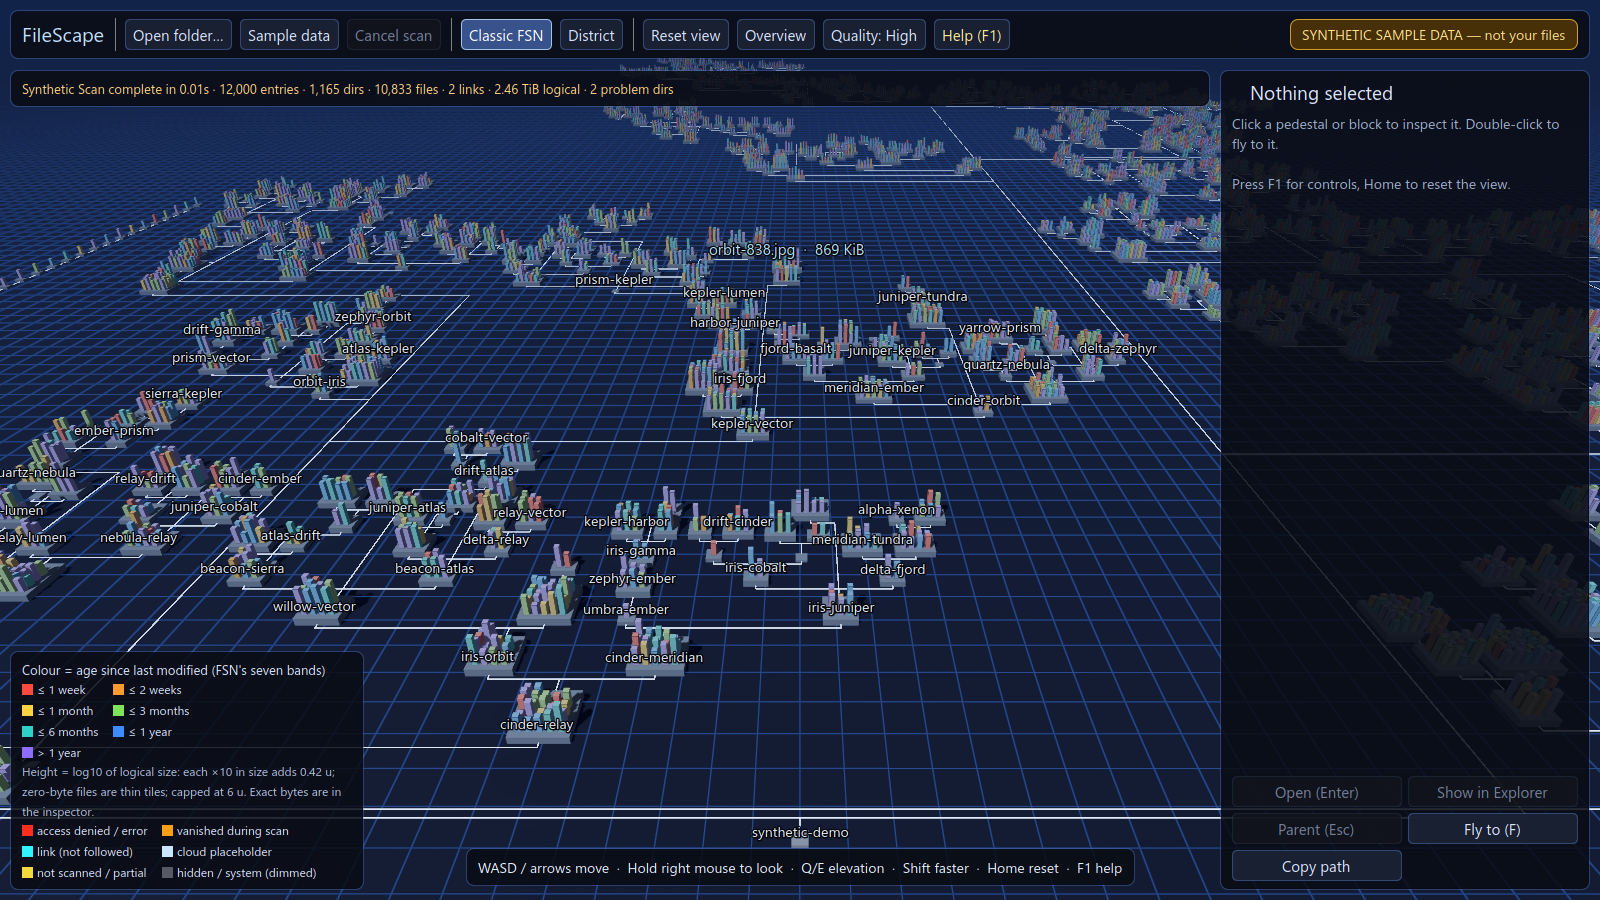 FileScape
Open folder...
Sample data
Cancel scan
Classic FSN
District
Reset view
Overview
Quality: High
Help (F1)
SYNTHETIC SAMPLE DATA — not your files
Synthetic Scan complete in 0.01s · 12,000 entries · 1,165 dirs · 10,833 files · 2 links · 2.46 TiB logical · 2 problem dirs
Nothing selected
Click a pedestal or block to inspect it. Double-click to
fly to it.
Press F1 for controls, Home to reset the view.
orbit-838.jpg · 869 KiB
prism-kepler
kepler-lumen
juniper-tundra
drift-gamma
zephyr-orbit
harbor-juniper
yarrow-prism
prism-vector
atlas-kepler
fjord-basalt
juniper-kepler
delta-zephyr
quartz-nebula
orbit-iris
iris-fjord
meridian-ember
sierra-kepler
cinder-orbit
ember-prism
kepler-vector
cobalt-vector
uartz-nebula
relay-drift
cinder-ember
drift-atlas
-lumen
juniper-cobalt
juniper-atlas
relay-vector
kepler-harbor
drift-cinder
alpha-xenon
elay-lumen
nebula-relay
atlas-drift
delta-relay
meridian-tundra
iris-gamma
beacon-sierra
beacon-atlas
iris-cobalt
delta-fjord
zephyr-ember
willow-vector
umbra-ember
iris-juniper
iris-orbit
cinder-meridian
cinder-relay
synthetic-demo
Colour = age since last modified (FSN's seven bands)
≤ 1 week
≤ 2 weeks
≤ 1 month
≤ 3 months
≤ 6 months
≤ 1 year
> 1 year
Height = log10 of logical size: each ×10 in size adds 0.42 u;
zero-byte files are thin tiles; capped at 6 u. Exact bytes are in
the inspector.
access denied / error
vanished during scan
link (not followed)
cloud placeholder
not scanned / partial
hidden / system (dimmed)
WASD / arrows move · Hold right mouse to look · Q/E elevation · Shift faster · Home reset · F1 help
Open (Enter)
Show in Explorer
Parent (Esc)
Fly to (F)
Copy path